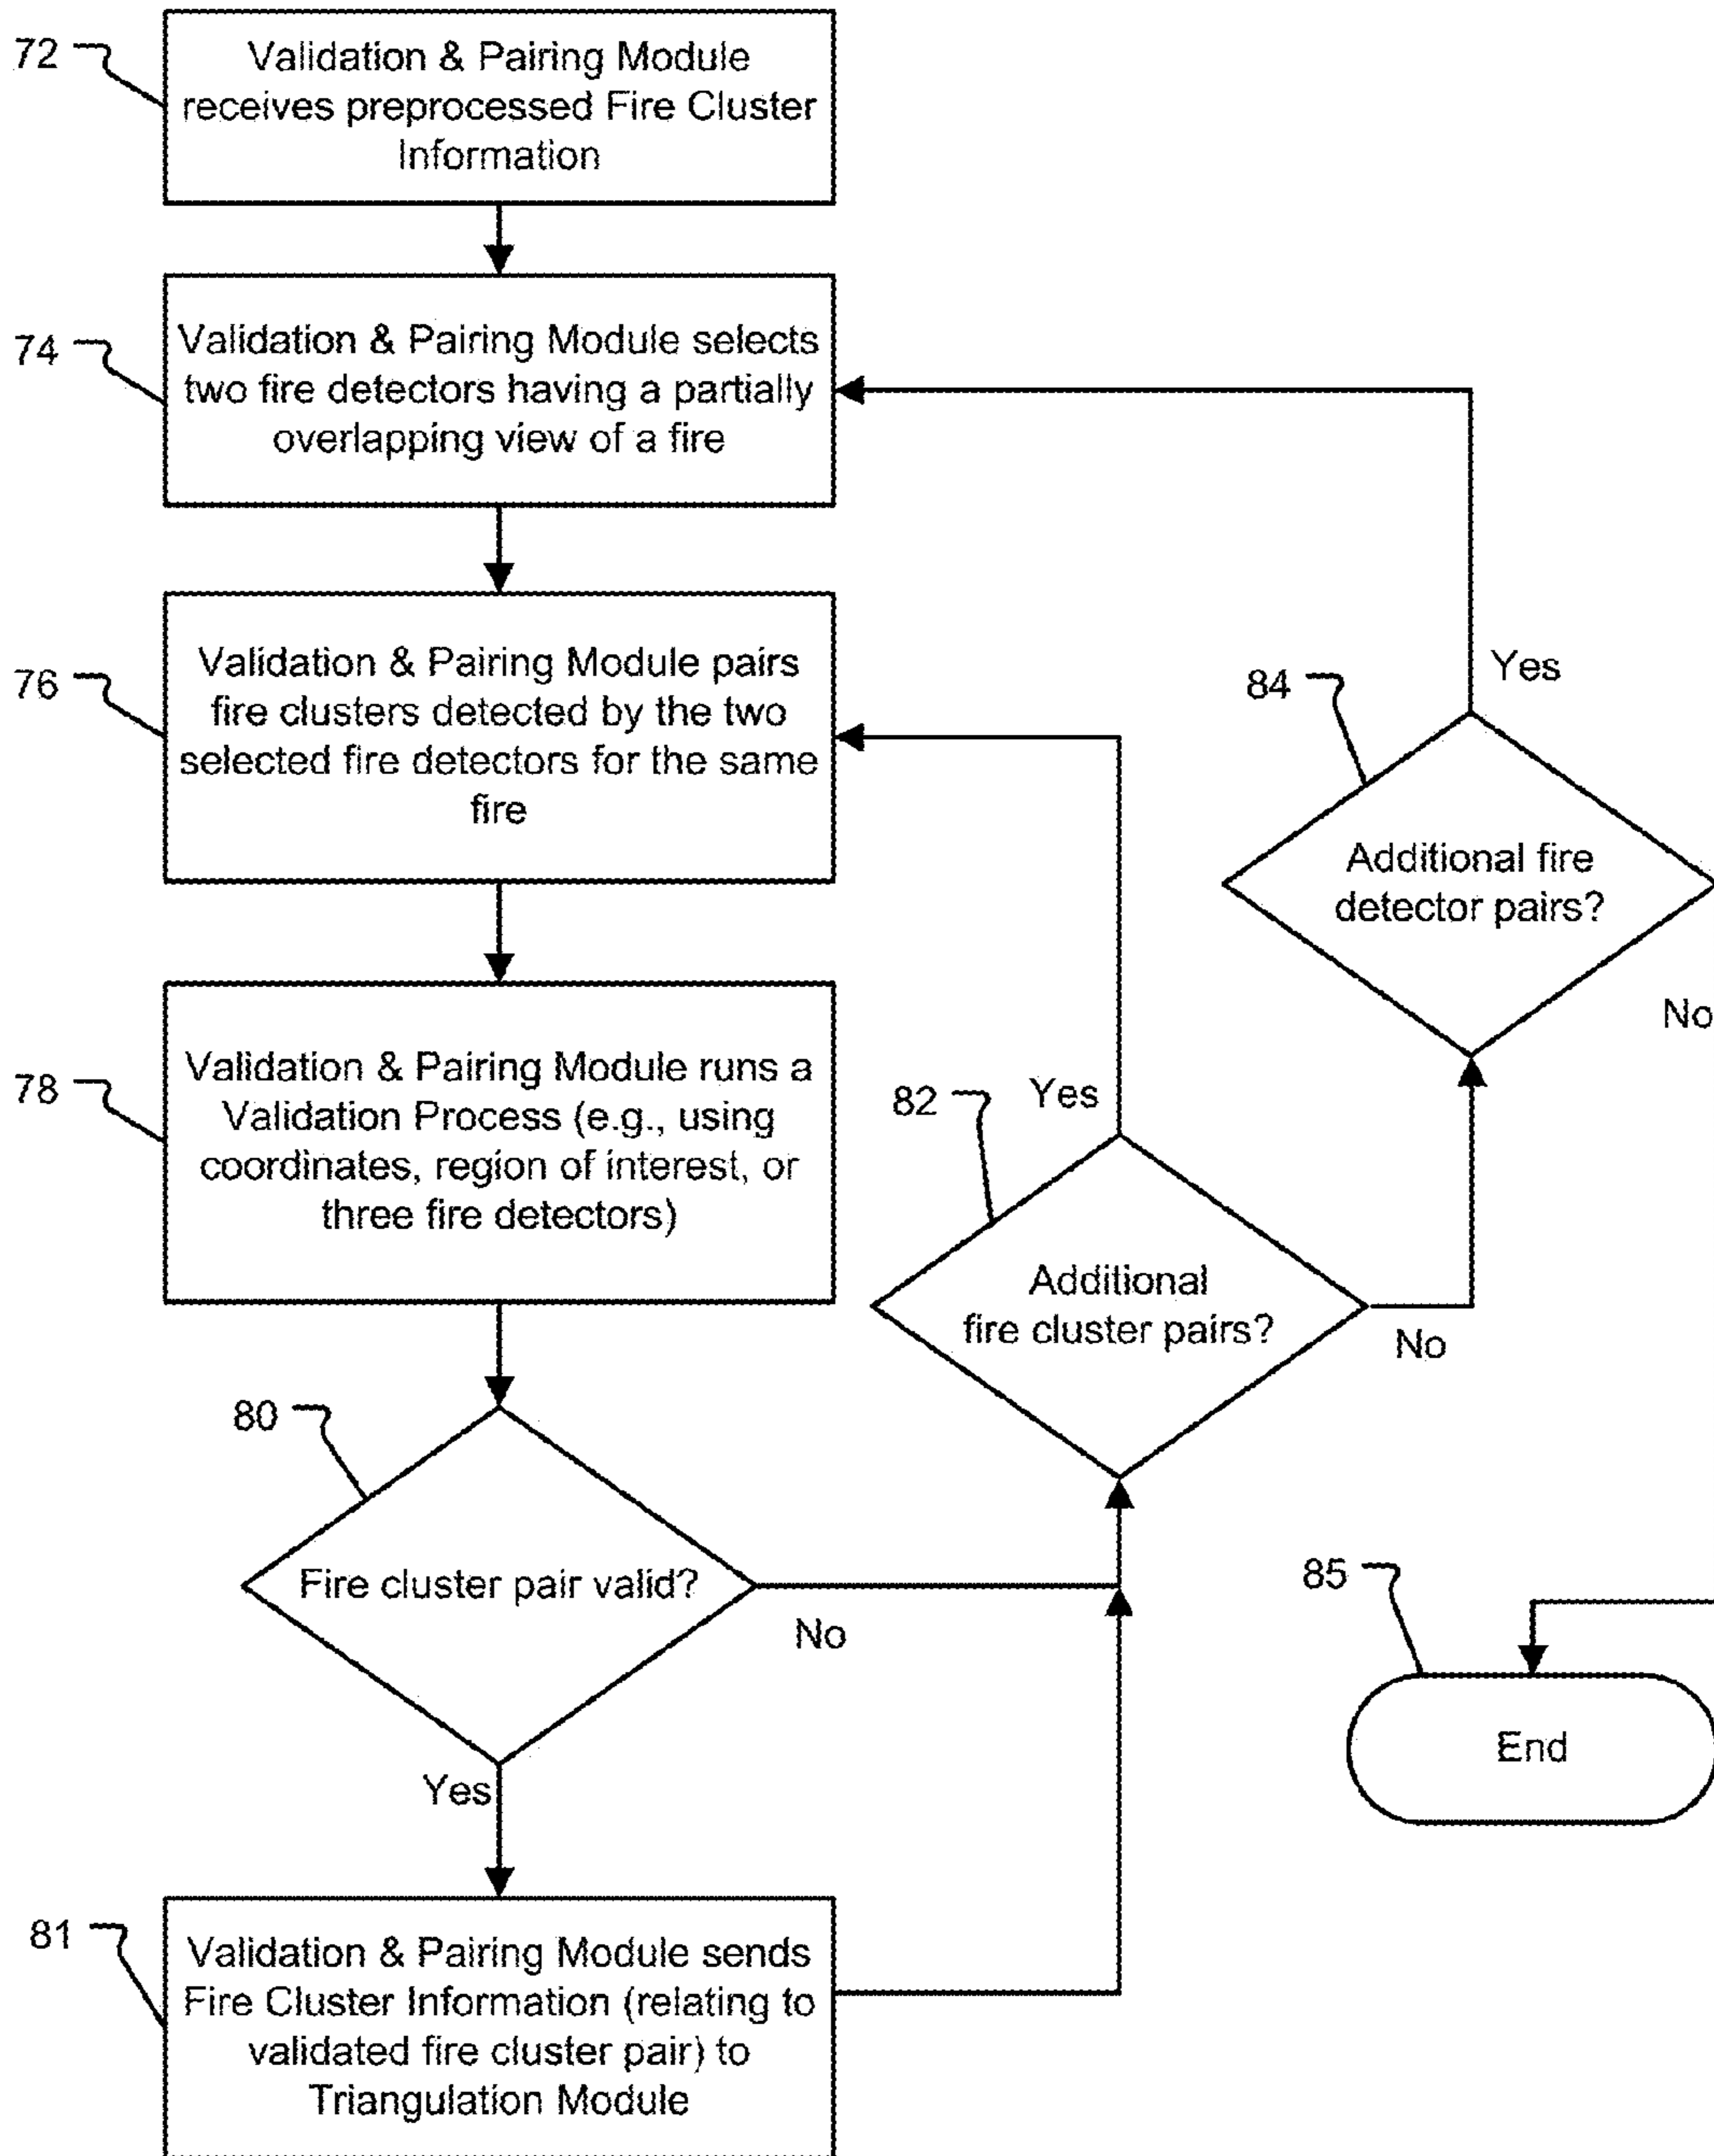 72
Validation & Pairing Module
receives preprocessed Fire Cluster
Information
74
Validation & Pairing Module selects
two fire detectors having a partially
overlapping view of a fire
76
Validation & Pairing Module pairs
fire clusters detected by the two
selected fire detectors for the same
fire
84
Yes
Additional fire
detector pairs?
No
78
Validation & Pairing Module runs a
Validation Process (e.g., using
coordinates, region of interest, or
three fire detectors)
82
Yes
Additional
fire cluster pairs?
No
80
Fire cluster pair valid?
No
Yes
85
End
81
Validation & Pairing Module sends
Fire Cluster Information (relating to
validated fire cluster pair) to
Triangulation Module